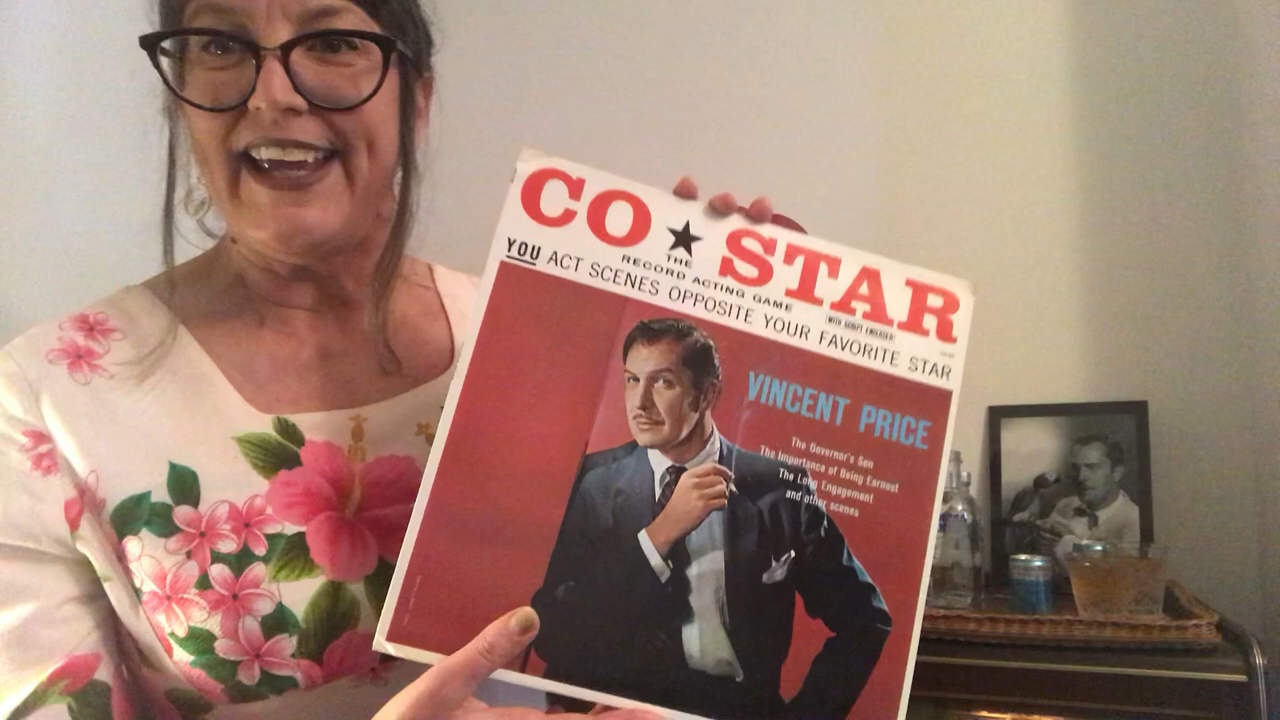 CO★STAR
THE
RECORD ACTING GAME
(WITH SCRIPT ENCLOSED)
YOU ACT SCENES OPPOSITE YOUR FAVORITE STAR
VINCENT PRICE
The Governor's Son
The Importance of Being Earnest
The Long Engagement
and other scenes